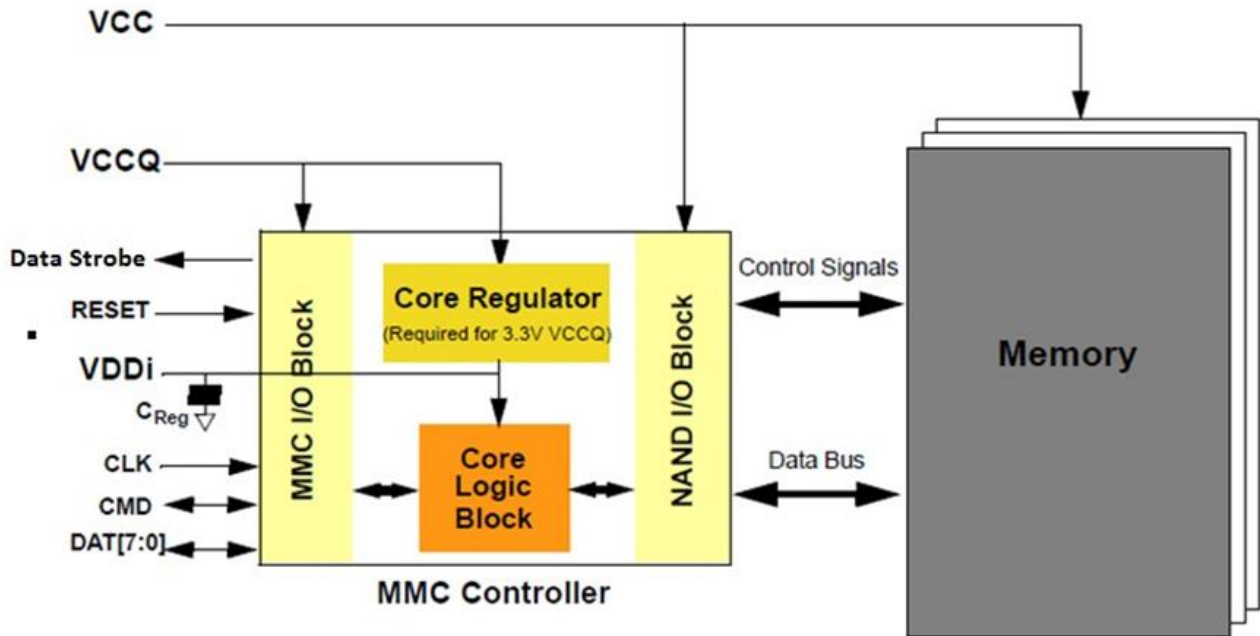 VCC
VCCQ
Data Strobe
RESET
VDDi
CReg
CLK
CMD
DAT[7:0]
MMC I/O Block
Core Regulator
(Required for 3.3V VCCQ)
Core
Logic
Block
NAND I/O Block
MMC Controller
Control Signals
Data Bus
Memory